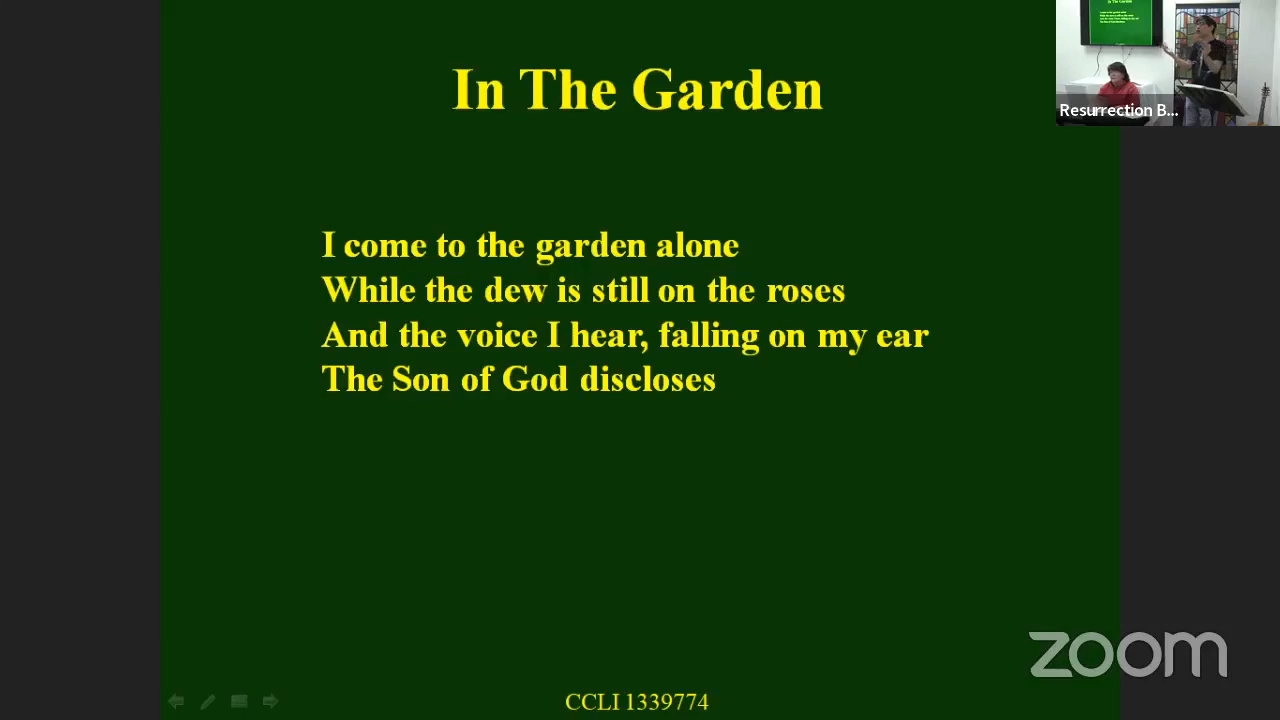 In The Garden
I come to the garden alone
While the dew is still on the roses
And the voice I hear, falling on my ear
The Son of God discloses
CCLI 1339774
Resurrection B...
zoom